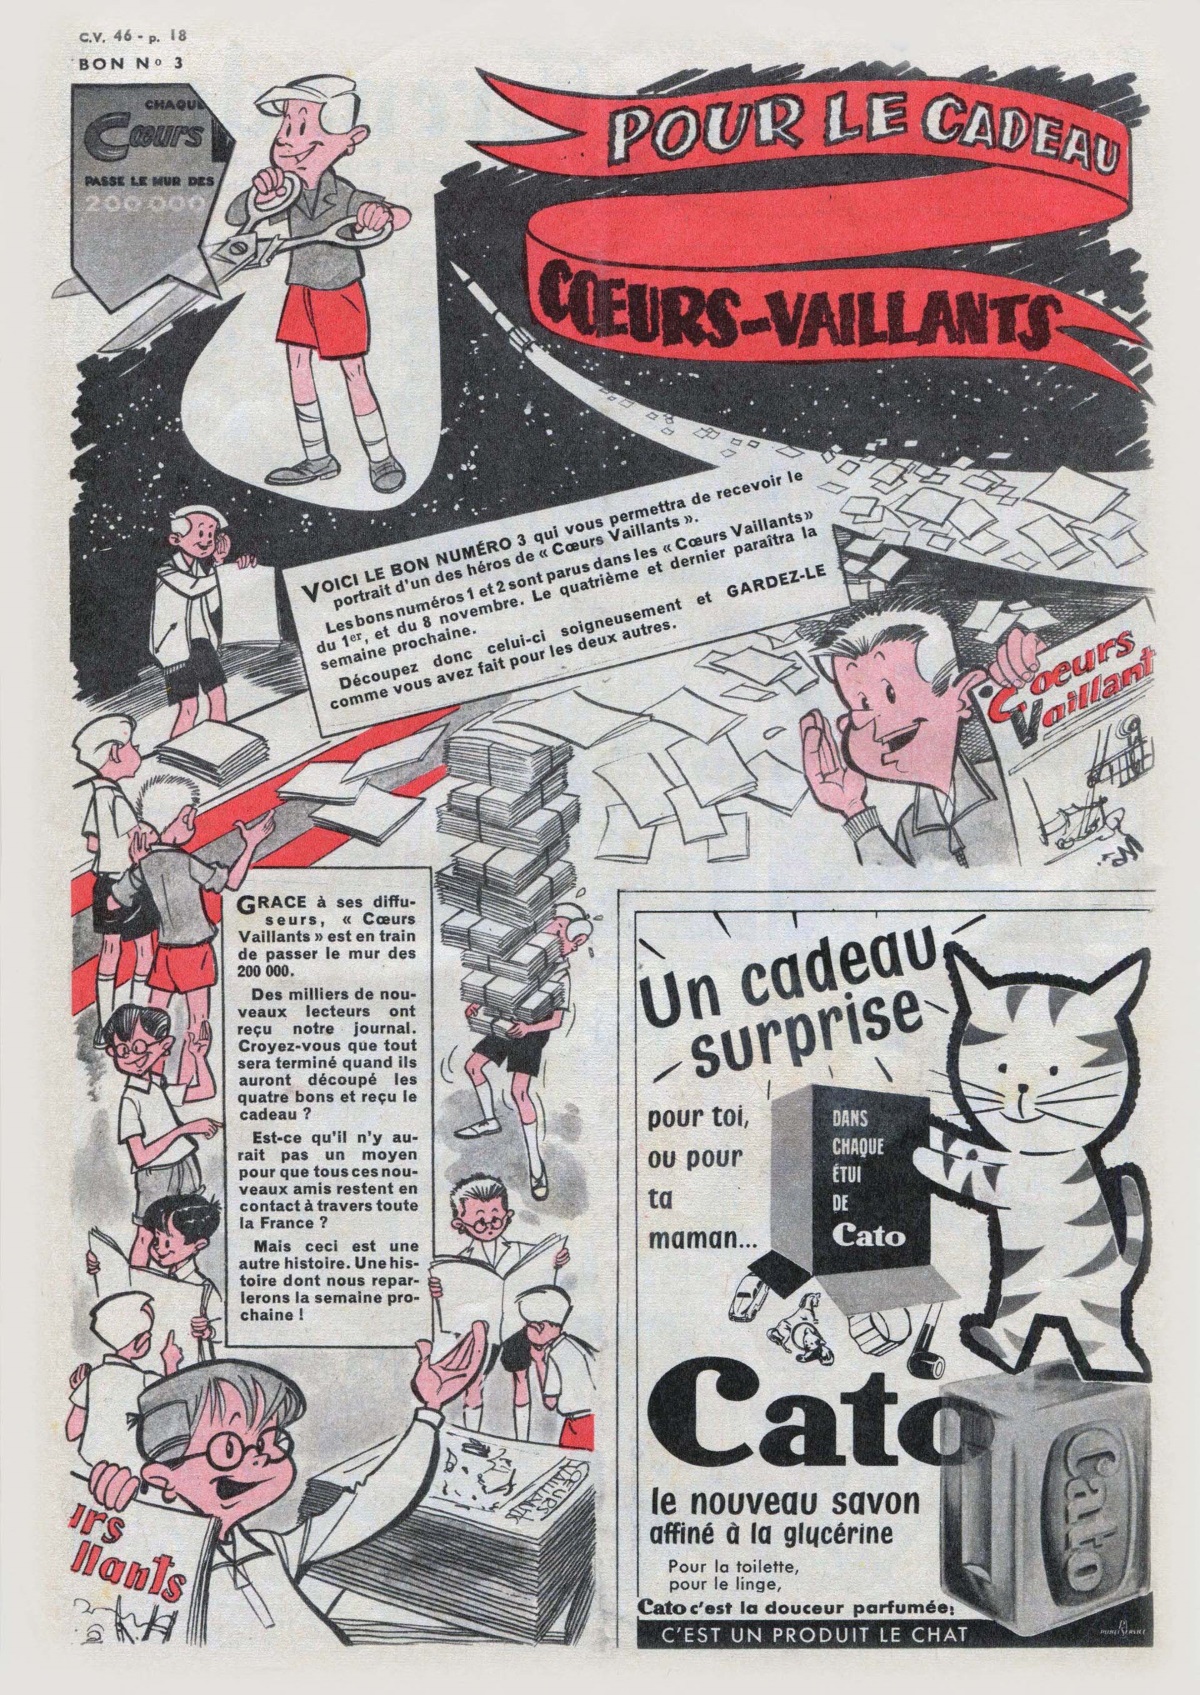 C.V. 46 - p. 18
BON Nº 3
CHAQUE
Cœurs
PASSE LE MUR DES
200 000
POUR LE CADEAU
CŒURS-VAILLANTS
VOICI LE BON NUMÉRO 3 qui vous permettra de recevoir le
portrait d'un des héros de « Cœurs Vaillants ».
Les bons numéros 1 et 2 sont parus dans les « Cœurs Vaillants »
du 1er, et du 8 novembre. Le quatrième et dernier paraîtra la
semaine prochaine.
Découpez donc celui-ci soigneusement et GARDEZ-LE
comme vous avez fait pour les deux autres.
Coeurs
Vaillant
GRACE à ses diffu-
seurs, « Cœurs
Vaillants » est en train
de passer le mur des
200 000.
Des milliers de nou-
veaux lecteurs ont
reçu notre journal.
Croyez-vous que tout
sera terminé quand ils
auront découpé les
quatre bons et reçu le
cadeau ?
Est-ce qu'il n'y au-
rait pas un moyen
pour que tous ces nou-
veaux amis restent en
contact à travers toute
la France ?
Mais ceci est une
autre histoire. Une his-
toire dont nous repar-
lerons la semaine pro-
chaine !
COEURS
VAILLANTS
urs
llants
Un cadeau
surprise
pour toi,
ou pour
ta
maman...
DANS
CHAQUE
ÉTUI
DE
Cato
Cato
Cato
le nouveau savon
affiné à la glycérine
Pour la toilette,
pour le linge,
Cato c'est la douceur parfumée;
C'EST UN PRODUIT LE CHAT